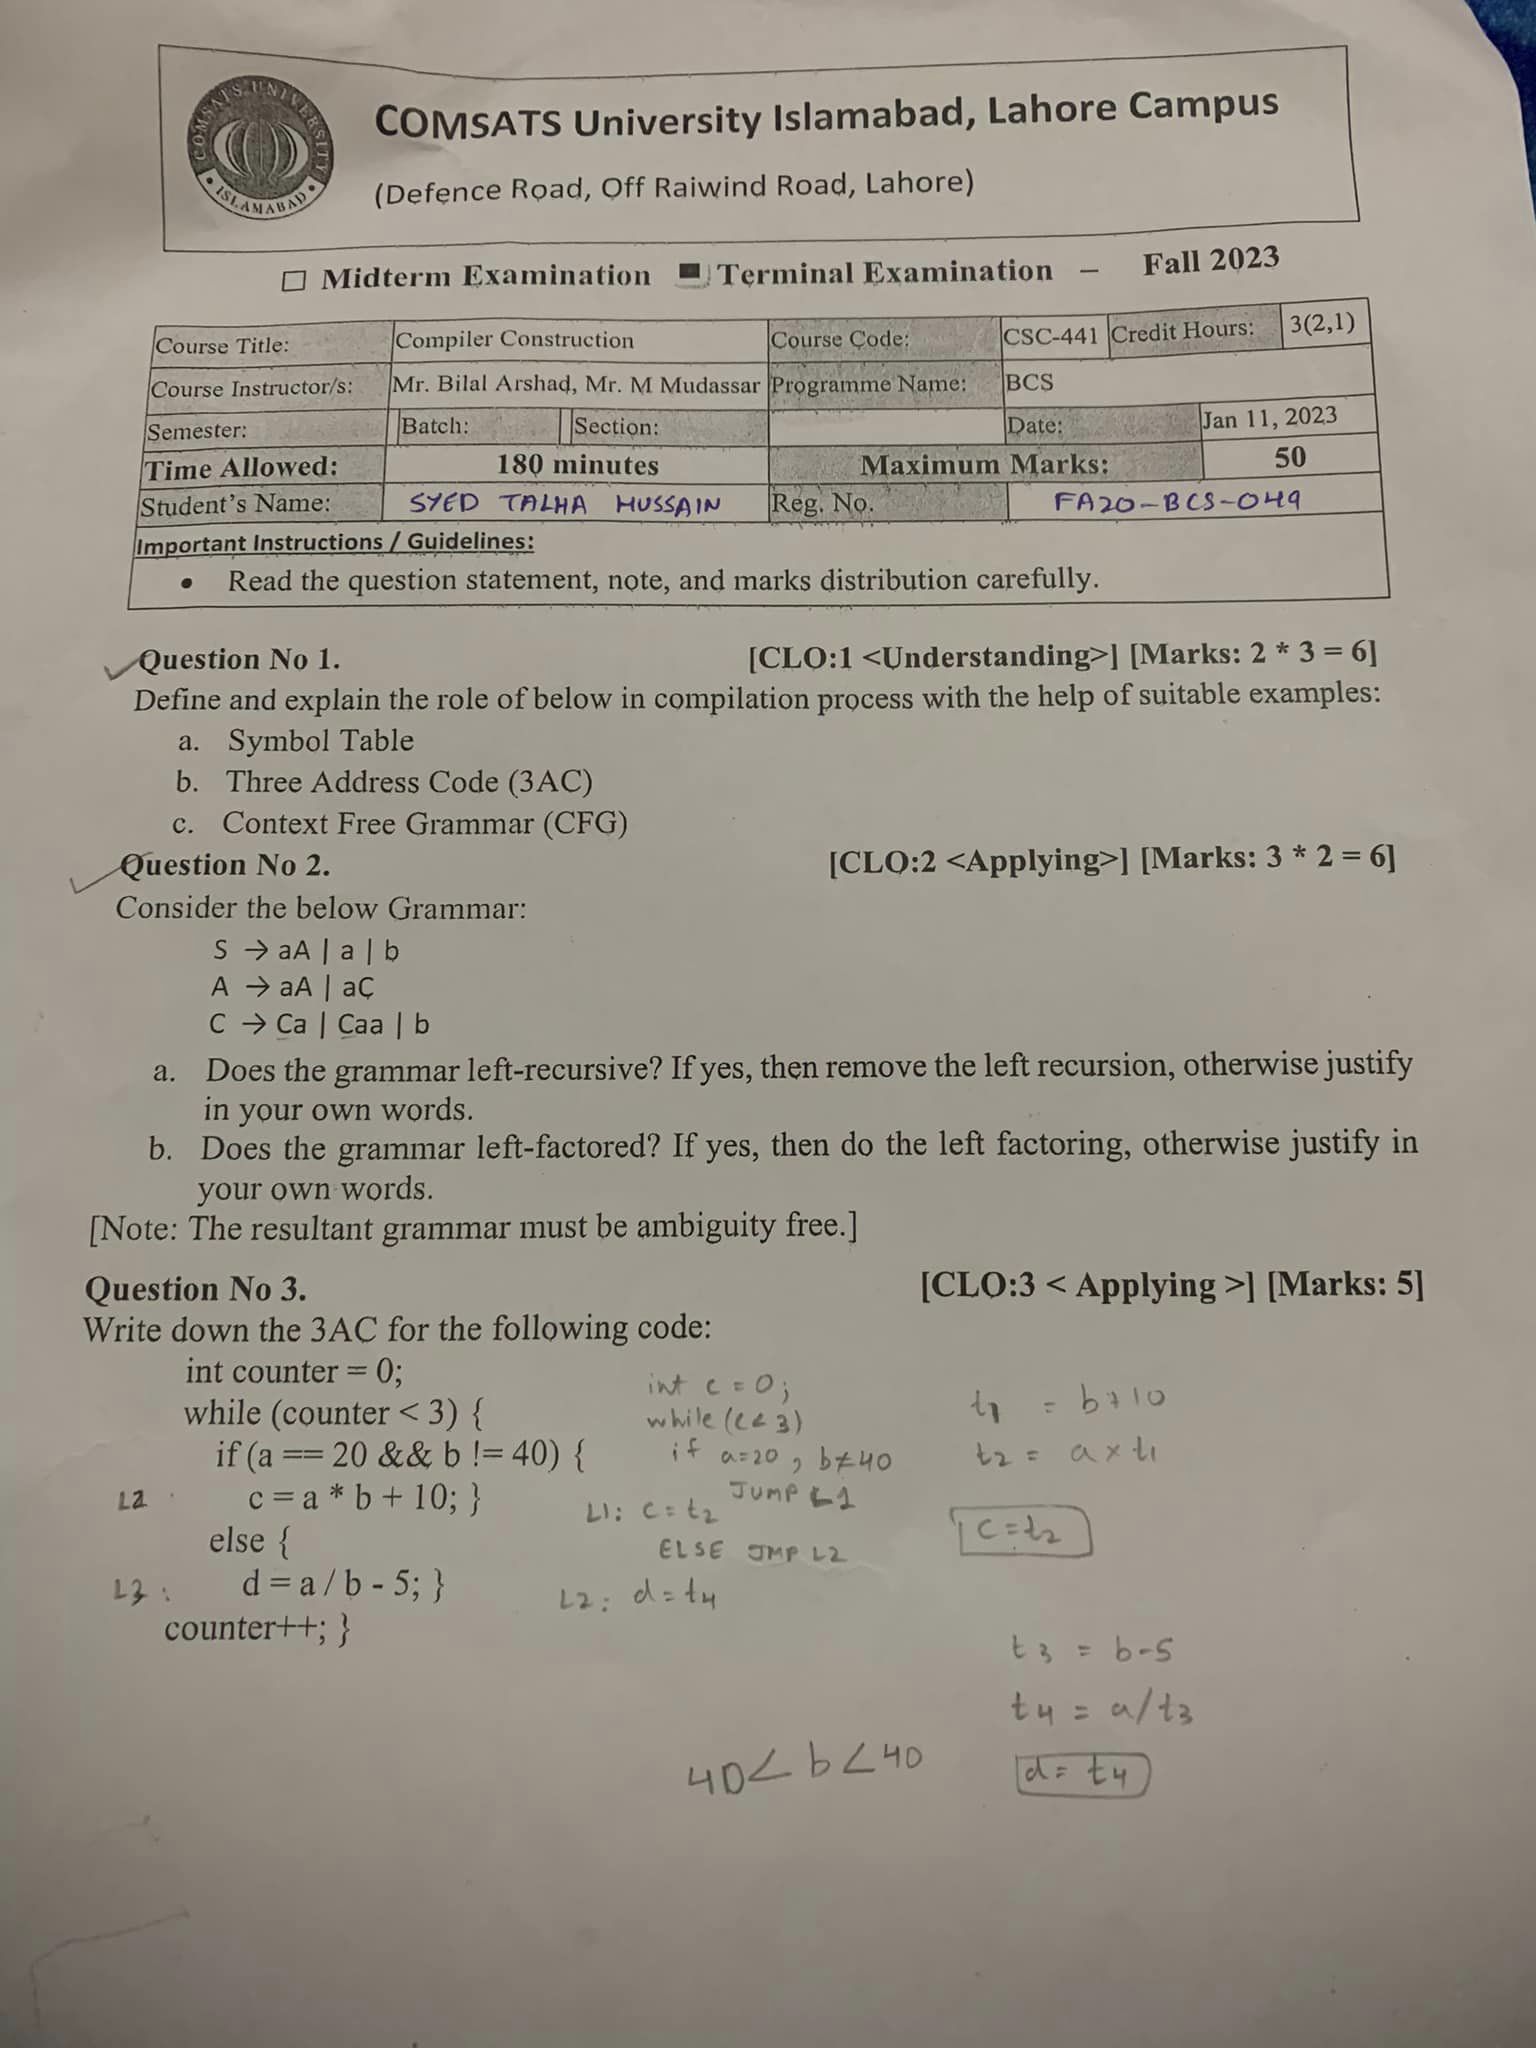 COMSATS UNIVERSITY
• ISLAMABAD •
COMSATS University Islamabad, Lahore Campus
(Defence Road, Off Raiwind Road, Lahore)
☐ Midterm Examination ■ Terminal Examination – Fall 2023
Course Title: Compiler Construction Course Code: CSC-441 Credit Hours: 3(2,1)
Course Instructor/s: Mr. Bilal Arshad, Mr. M Mudassar Programme Name: BCS
Semester: Batch: Section: Date: Jan 11, 2023
Time Allowed: 180 minutes Maximum Marks: 50
Student's Name: SYED TALHA HUSSAIN Reg. No. FA20-BCS-049
Important Instructions / Guidelines:
• Read the question statement, note, and marks distribution carefully.
Question No 1. [CLO:1 <Understanding>] [Marks: 2 * 3 = 6]
Define and explain the role of below in compilation process with the help of suitable examples:
a. Symbol Table
b. Three Address Code (3AC)
c. Context Free Grammar (CFG)
Question No 2. [CLO:2 <Applying>] [Marks: 3 * 2 = 6]
Consider the below Grammar:
S → aA | a | b
A → aA | aC
C → Ca | Caa | b
a. Does the grammar left-recursive? If yes, then remove the left recursion, otherwise justify
in your own words.
b. Does the grammar left-factored? If yes, then do the left factoring, otherwise justify in
your own words.
[Note: The resultant grammar must be ambiguity free.]
Question No 3. [CLO:3 < Applying >] [Marks: 5]
Write down the 3AC for the following code:
int counter = 0;
while (counter < 3) {
if (a == 20 && b != 40) {
L2 c = a * b + 10; }
else {
L3: d = a / b - 5; }
counter++; }
int c = 0;
while (c < 3)
if a=20, b≠40
JUMP L1
L1: c = t2
ELSE JMP L2
L2: d = t4
t1 = b+10
t2 = a x t1
c = t2
t3 = b-5
t4 = a/t3
d = t4
40 < b < 40